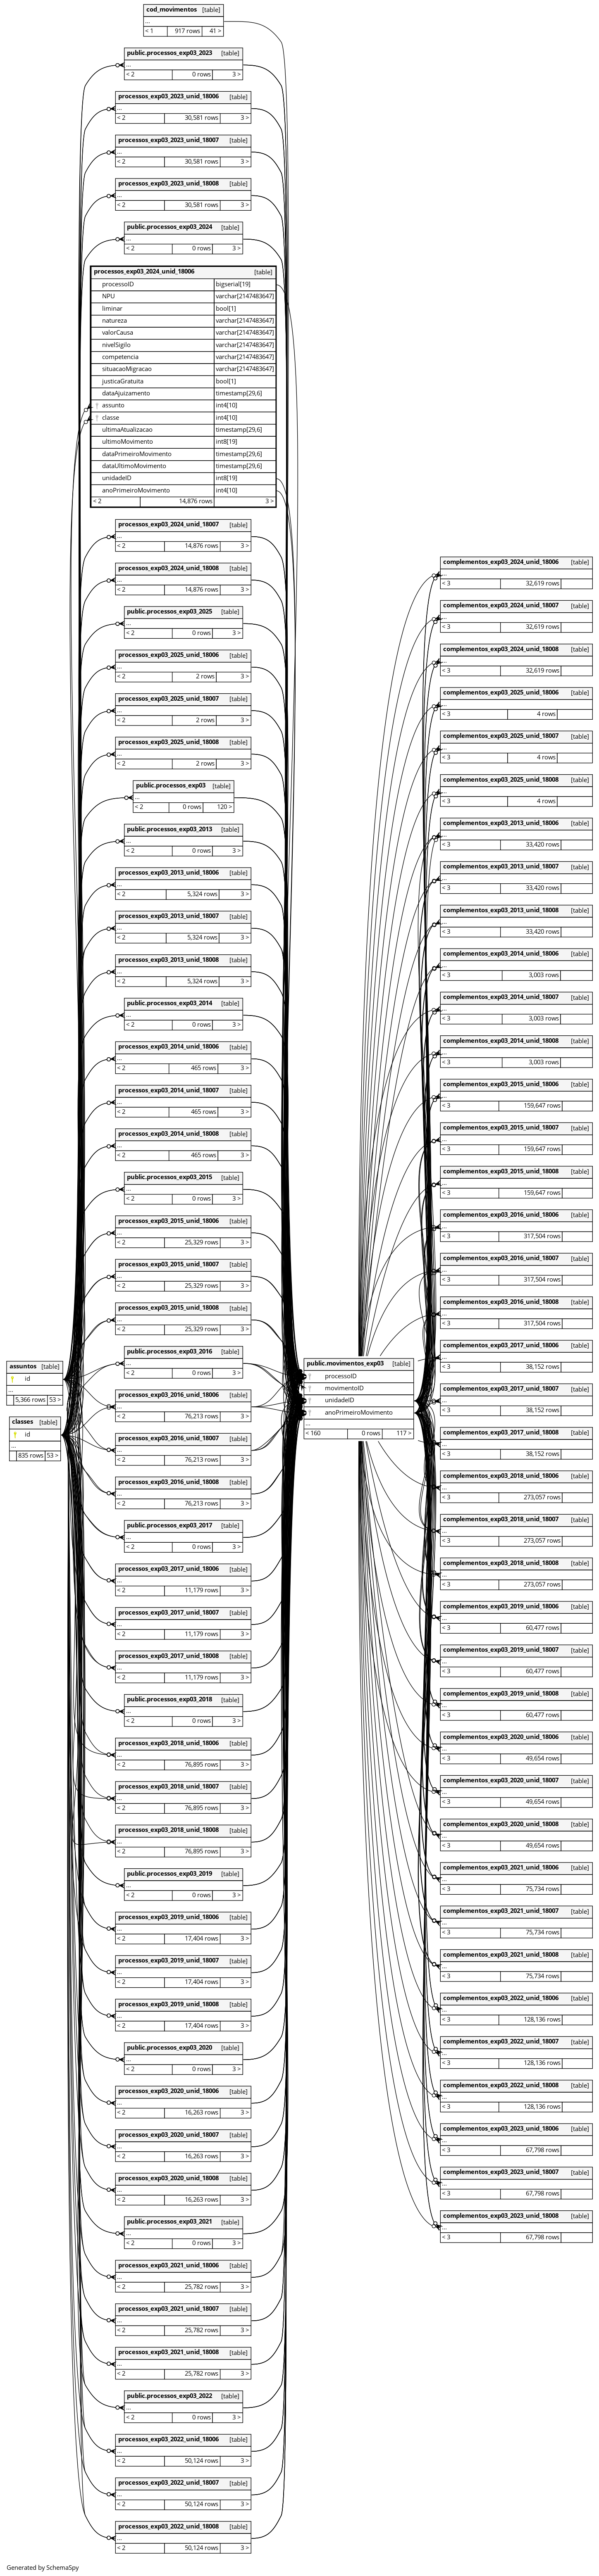 cod_movimentos [table]
...
< 1 917 rows 41 >
public.processos_exp03_2023 [table]
...
< 2 0 rows 3 >
processos_exp03_2023_unid_18006 [table]
...
< 2 30,581 rows 3 >
processos_exp03_2023_unid_18007 [table]
...
< 2 30,581 rows 3 >
processos_exp03_2023_unid_18008 [table]
...
< 2 30,581 rows 3 >
public.processos_exp03_2024 [table]
...
< 2 0 rows 3 >
processos_exp03_2024_unid_18006 [table]
processoID bigserial[19]
NPU varchar[2147483647]
liminar bool[1]
natureza varchar[2147483647]
valorCausa varchar[2147483647]
nivelSigilo varchar[2147483647]
competencia varchar[2147483647]
situacaoMigracao varchar[2147483647]
justicaGratuita bool[1]
dataAjuizamento timestamp[29,6]
assunto int4[10]
classe int4[10]
ultimaAtualizacao timestamp[29,6]
ultimoMovimento int8[19]
dataPrimeiroMovimento timestamp[29,6]
dataUltimoMovimento timestamp[29,6]
unidadeID int8[19]
anoPrimeiroMovimento int4[10]
< 2 14,876 rows 3 >
processos_exp03_2024_unid_18007 [table]
...
< 2 14,876 rows 3 >
processos_exp03_2024_unid_18008 [table]
...
< 2 14,876 rows 3 >
public.processos_exp03_2025 [table]
...
< 2 0 rows 3 >
processos_exp03_2025_unid_18006 [table]
...
< 2 2 rows 3 >
processos_exp03_2025_unid_18007 [table]
...
< 2 2 rows 3 >
processos_exp03_2025_unid_18008 [table]
...
< 2 2 rows 3 >
public.processos_exp03 [table]
...
< 2 0 rows 120 >
public.processos_exp03_2013 [table]
...
< 2 0 rows 3 >
processos_exp03_2013_unid_18006 [table]
...
< 2 5,324 rows 3 >
processos_exp03_2013_unid_18007 [table]
...
< 2 5,324 rows 3 >
processos_exp03_2013_unid_18008 [table]
...
< 2 5,324 rows 3 >
public.processos_exp03_2014 [table]
...
< 2 0 rows 3 >
processos_exp03_2014_unid_18006 [table]
...
< 2 465 rows 3 >
processos_exp03_2014_unid_18007 [table]
...
< 2 465 rows 3 >
processos_exp03_2014_unid_18008 [table]
...
< 2 465 rows 3 >
public.processos_exp03_2015 [table]
...
< 2 0 rows 3 >
processos_exp03_2015_unid_18006 [table]
...
< 2 25,329 rows 3 >
processos_exp03_2015_unid_18007 [table]
...
< 2 25,329 rows 3 >
processos_exp03_2015_unid_18008 [table]
...
< 2 25,329 rows 3 >
public.processos_exp03_2016 [table]
...
< 2 0 rows 3 >
processos_exp03_2016_unid_18006 [table]
...
< 2 76,213 rows 3 >
processos_exp03_2016_unid_18007 [table]
...
< 2 76,213 rows 3 >
processos_exp03_2016_unid_18008 [table]
...
< 2 76,213 rows 3 >
public.processos_exp03_2017 [table]
...
< 2 0 rows 3 >
processos_exp03_2017_unid_18006 [table]
...
< 2 11,179 rows 3 >
processos_exp03_2017_unid_18007 [table]
...
< 2 11,179 rows 3 >
processos_exp03_2017_unid_18008 [table]
...
< 2 11,179 rows 3 >
public.processos_exp03_2018 [table]
...
< 2 0 rows 3 >
processos_exp03_2018_unid_18006 [table]
...
< 2 76,895 rows 3 >
processos_exp03_2018_unid_18007 [table]
...
< 2 76,895 rows 3 >
processos_exp03_2018_unid_18008 [table]
...
< 2 76,895 rows 3 >
public.processos_exp03_2019 [table]
...
< 2 0 rows 3 >
processos_exp03_2019_unid_18006 [table]
...
< 2 17,404 rows 3 >
processos_exp03_2019_unid_18007 [table]
...
< 2 17,404 rows 3 >
processos_exp03_2019_unid_18008 [table]
...
< 2 17,404 rows 3 >
public.processos_exp03_2020 [table]
...
< 2 0 rows 3 >
processos_exp03_2020_unid_18006 [table]
...
< 2 16,263 rows 3 >
processos_exp03_2020_unid_18007 [table]
...
< 2 16,263 rows 3 >
processos_exp03_2020_unid_18008 [table]
...
< 2 16,263 rows 3 >
public.processos_exp03_2021 [table]
...
< 2 0 rows 3 >
processos_exp03_2021_unid_18006 [table]
...
< 2 25,782 rows 3 >
processos_exp03_2021_unid_18007 [table]
...
< 2 25,782 rows 3 >
processos_exp03_2021_unid_18008 [table]
...
< 2 25,782 rows 3 >
public.processos_exp03_2022 [table]
...
< 2 0 rows 3 >
processos_exp03_2022_unid_18006 [table]
...
< 2 50,124 rows 3 >
processos_exp03_2022_unid_18007 [table]
...
< 2 50,124 rows 3 >
processos_exp03_2022_unid_18008 [table]
...
< 2 50,124 rows 3 >
assuntos [table]
id
...
5,366 rows 53 >
classes [table]
id
...
835 rows 53 >
public.movimentos_exp03 [table]
processoID
movimentoID
unidadeID
anoPrimeiroMovimento
...
< 160 0 rows 117 >
complementos_exp03_2024_unid_18006 [table]
...
< 3 32,619 rows
complementos_exp03_2024_unid_18007 [table]
...
< 3 32,619 rows
complementos_exp03_2024_unid_18008 [table]
...
< 3 32,619 rows
complementos_exp03_2025_unid_18006 [table]
...
< 3 4 rows
complementos_exp03_2025_unid_18007 [table]
...
< 3 4 rows
complementos_exp03_2025_unid_18008 [table]
...
< 3 4 rows
complementos_exp03_2013_unid_18006 [table]
...
< 3 33,420 rows
complementos_exp03_2013_unid_18007 [table]
...
< 3 33,420 rows
complementos_exp03_2013_unid_18008 [table]
...
< 3 33,420 rows
complementos_exp03_2014_unid_18006 [table]
...
< 3 3,003 rows
complementos_exp03_2014_unid_18007 [table]
...
< 3 3,003 rows
complementos_exp03_2014_unid_18008 [table]
...
< 3 3,003 rows
complementos_exp03_2015_unid_18006 [table]
...
< 3 159,647 rows
complementos_exp03_2015_unid_18007 [table]
...
< 3 159,647 rows
complementos_exp03_2015_unid_18008 [table]
...
< 3 159,647 rows
complementos_exp03_2016_unid_18006 [table]
...
< 3 317,504 rows
complementos_exp03_2016_unid_18007 [table]
...
< 3 317,504 rows
complementos_exp03_2016_unid_18008 [table]
...
< 3 317,504 rows
complementos_exp03_2017_unid_18006 [table]
...
< 3 38,152 rows
complementos_exp03_2017_unid_18007 [table]
...
< 3 38,152 rows
complementos_exp03_2017_unid_18008 [table]
...
< 3 38,152 rows
complementos_exp03_2018_unid_18006 [table]
...
< 3 273,057 rows
complementos_exp03_2018_unid_18007 [table]
...
< 3 273,057 rows
complementos_exp03_2018_unid_18008 [table]
...
< 3 273,057 rows
complementos_exp03_2019_unid_18006 [table]
...
< 3 60,477 rows
complementos_exp03_2019_unid_18007 [table]
...
< 3 60,477 rows
complementos_exp03_2019_unid_18008 [table]
...
< 3 60,477 rows
complementos_exp03_2020_unid_18006 [table]
...
< 3 49,654 rows
complementos_exp03_2020_unid_18007 [table]
...
< 3 49,654 rows
complementos_exp03_2020_unid_18008 [table]
...
< 3 49,654 rows
complementos_exp03_2021_unid_18006 [table]
...
< 3 75,734 rows
complementos_exp03_2021_unid_18007 [table]
...
< 3 75,734 rows
complementos_exp03_2021_unid_18008 [table]
...
< 3 75,734 rows
complementos_exp03_2022_unid_18006 [table]
...
< 3 128,136 rows
complementos_exp03_2022_unid_18007 [table]
...
< 3 128,136 rows
complementos_exp03_2022_unid_18008 [table]
...
< 3 128,136 rows
complementos_exp03_2023_unid_18006 [table]
...
< 3 67,798 rows
complementos_exp03_2023_unid_18007 [table]
...
< 3 67,798 rows
complementos_exp03_2023_unid_18008 [table]
...
< 3 67,798 rows
Generated by SchemaSpy